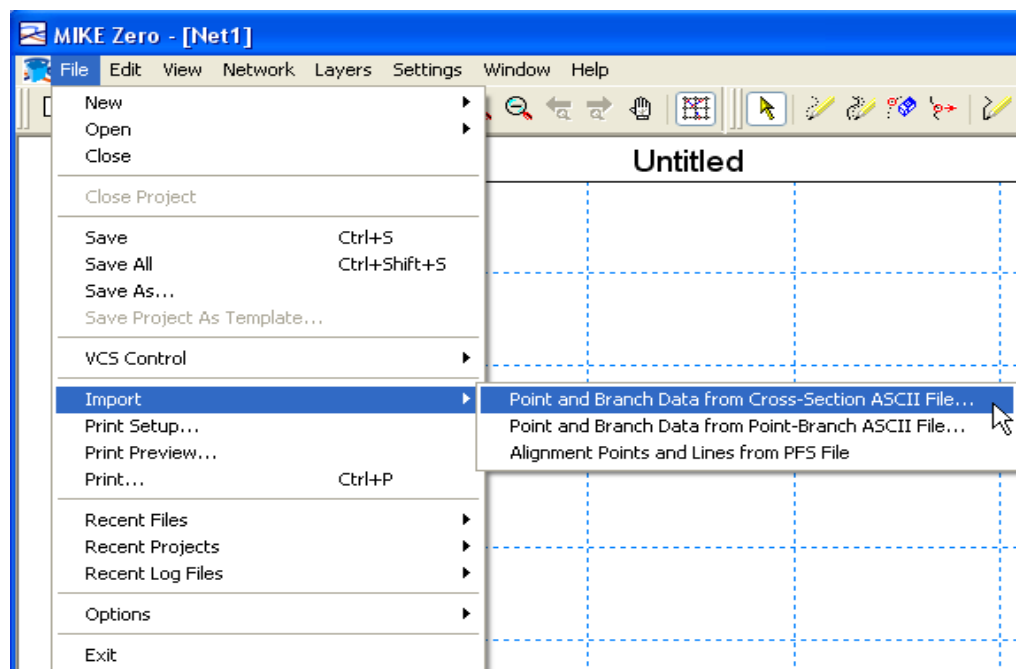 MIKE Zero - [Net1]
File Edit View Network Layers Settings Window Help
Untitled
New
Open
Close
Close Project
Save Ctrl+S
Save All Ctrl+Shift+S
Save As...
Save Project As Template...
VCS Control
Import
Point and Branch Data from Cross-Section ASCII File...
Point and Branch Data from Point-Branch ASCII File...
Alignment Points and Lines from PFS File
Print Setup...
Print Preview...
Print... Ctrl+P
Recent Files
Recent Projects
Recent Log Files
Options
Exit